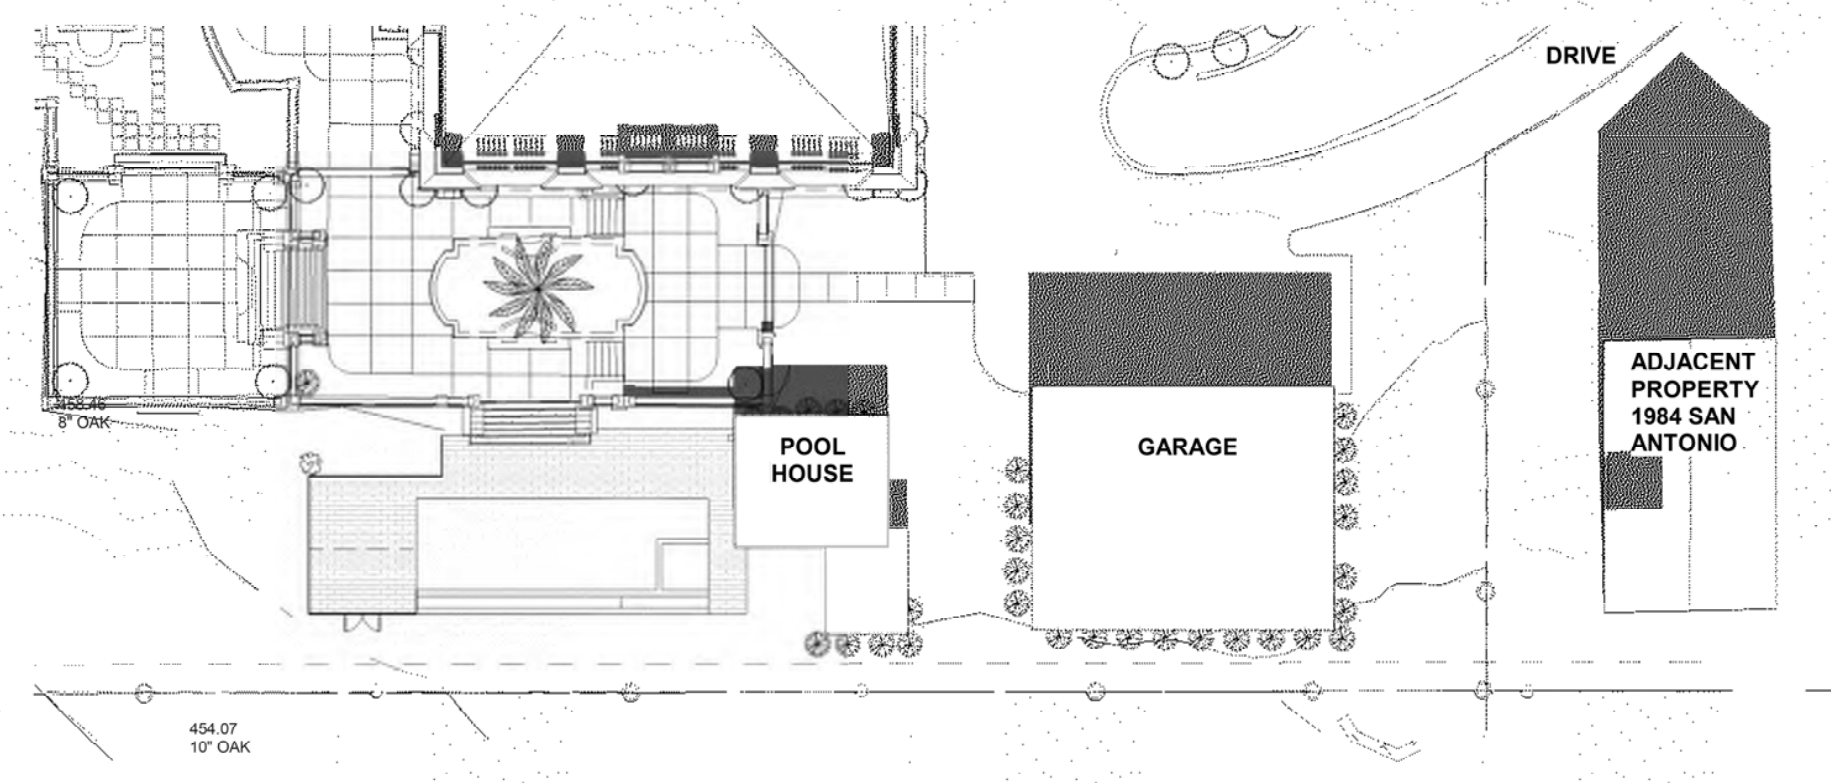 DRIVE
ADJACENT
PROPERTY
1984 SAN
ANTONIO
8" OAK
POOL
HOUSE
GARAGE
454.07
10" OAK